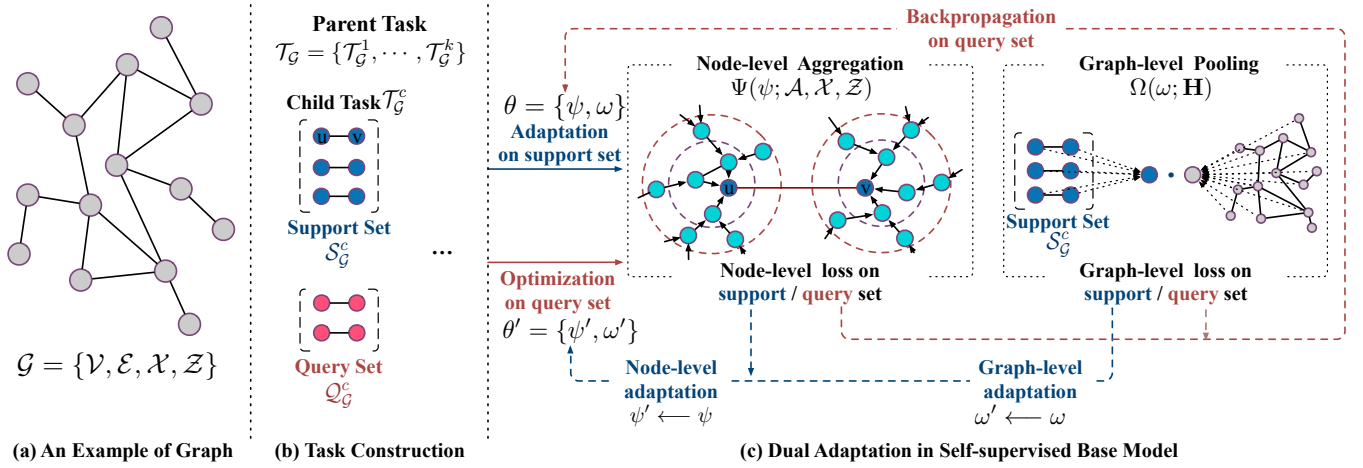 𝒢 = {𝒱, ℰ, 𝒳, 𝒵}
(a) An Example of Graph
Parent Task
𝒯_𝒢 = {𝒯_𝒢^1, ⋯, 𝒯_𝒢^k}
Child Task 𝒯_𝒢^c
u v
Support Set
𝒮_𝒢^c
...
Query Set
𝒬_𝒢^c
(b) Task Construction
θ = {ψ, ω}
Adaptation
on support set
Optimization
on query set
θ′ = {ψ′, ω′}
Backpropagation
on query set
Node-level Aggregation
Ψ(ψ; 𝒜, 𝒳, 𝒵)
u v
Node-level loss on
support / query set
Graph-level Pooling
Ω(ω; H)
Support Set
𝒮_𝒢^c
Graph-level loss on
support / query set
Node-level
adaptation
ψ′ ⟵ ψ
Graph-level
adaptation
ω′ ⟵ ω
(c) Dual Adaptation in Self-supervised Base Model